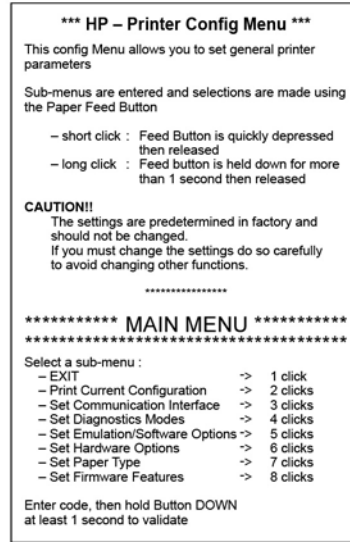 *** HP – Printer Config Menu ***
This config Menu allows you to set general printer
parameters
Sub-menus are entered and selections are made using
the Paper Feed Button
– short click : Feed Button is quickly depressed
then released
– long click : Feed button is held down for more
than 1 second then released
CAUTION!!
The settings are predetermined in factory and
should not be changed.
If you must change the settings do so carefully
to avoid changing other functions.
****************
*********** MAIN MENU ***********
***************************************
Select a sub-menu :
– EXIT -> 1 click
– Print Current Configuration -> 2 clicks
– Set Communication Interface -> 3 clicks
– Set Diagnostics Modes -> 4 clicks
– Set Emulation/Software Options -> 5 clicks
– Set Hardware Options -> 6 clicks
– Set Paper Type -> 7 clicks
– Set Firmware Features -> 8 clicks
Enter code, then hold Button DOWN
at least 1 second to validate